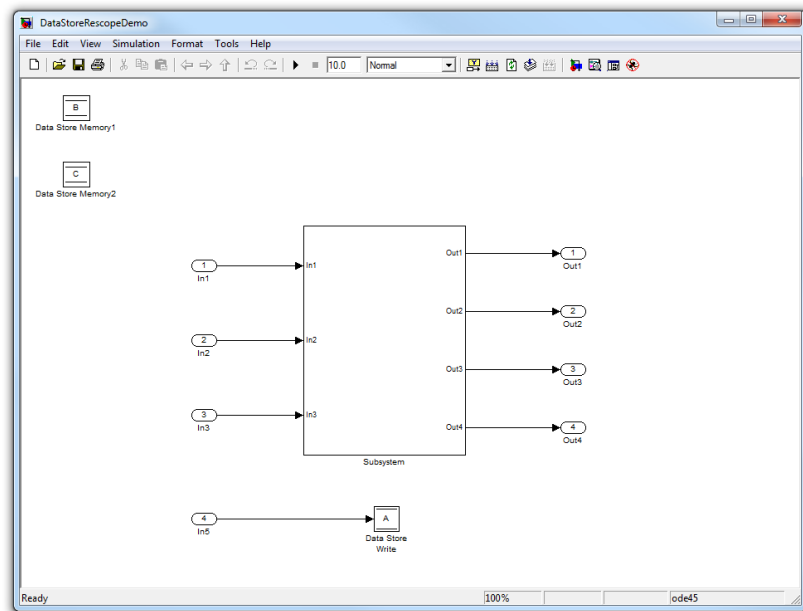 DataStoreRescopeDemo
File Edit View Simulation Format Tools Help
10.0 Normal
B
Data Store Memory1
C
Data Store Memory2
1
In1
2
In2
3
In3
In1
In2
In3
Out1
Out2
Out3
Out4
Subsystem
1
Out1
2
Out2
3
Out3
4
Out4
4
In5
A
Data Store
Write
Ready 100% ode45